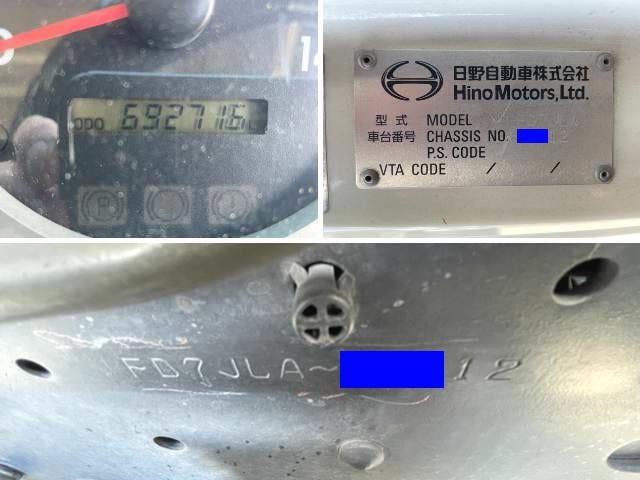 ODO 692716
日野自動車株式会社
Hino Motors, Ltd.
型式 MODEL
車台番号 CHASSIS NO.
P.S. CODE
VTA CODE / /
FD7JLA~ 12